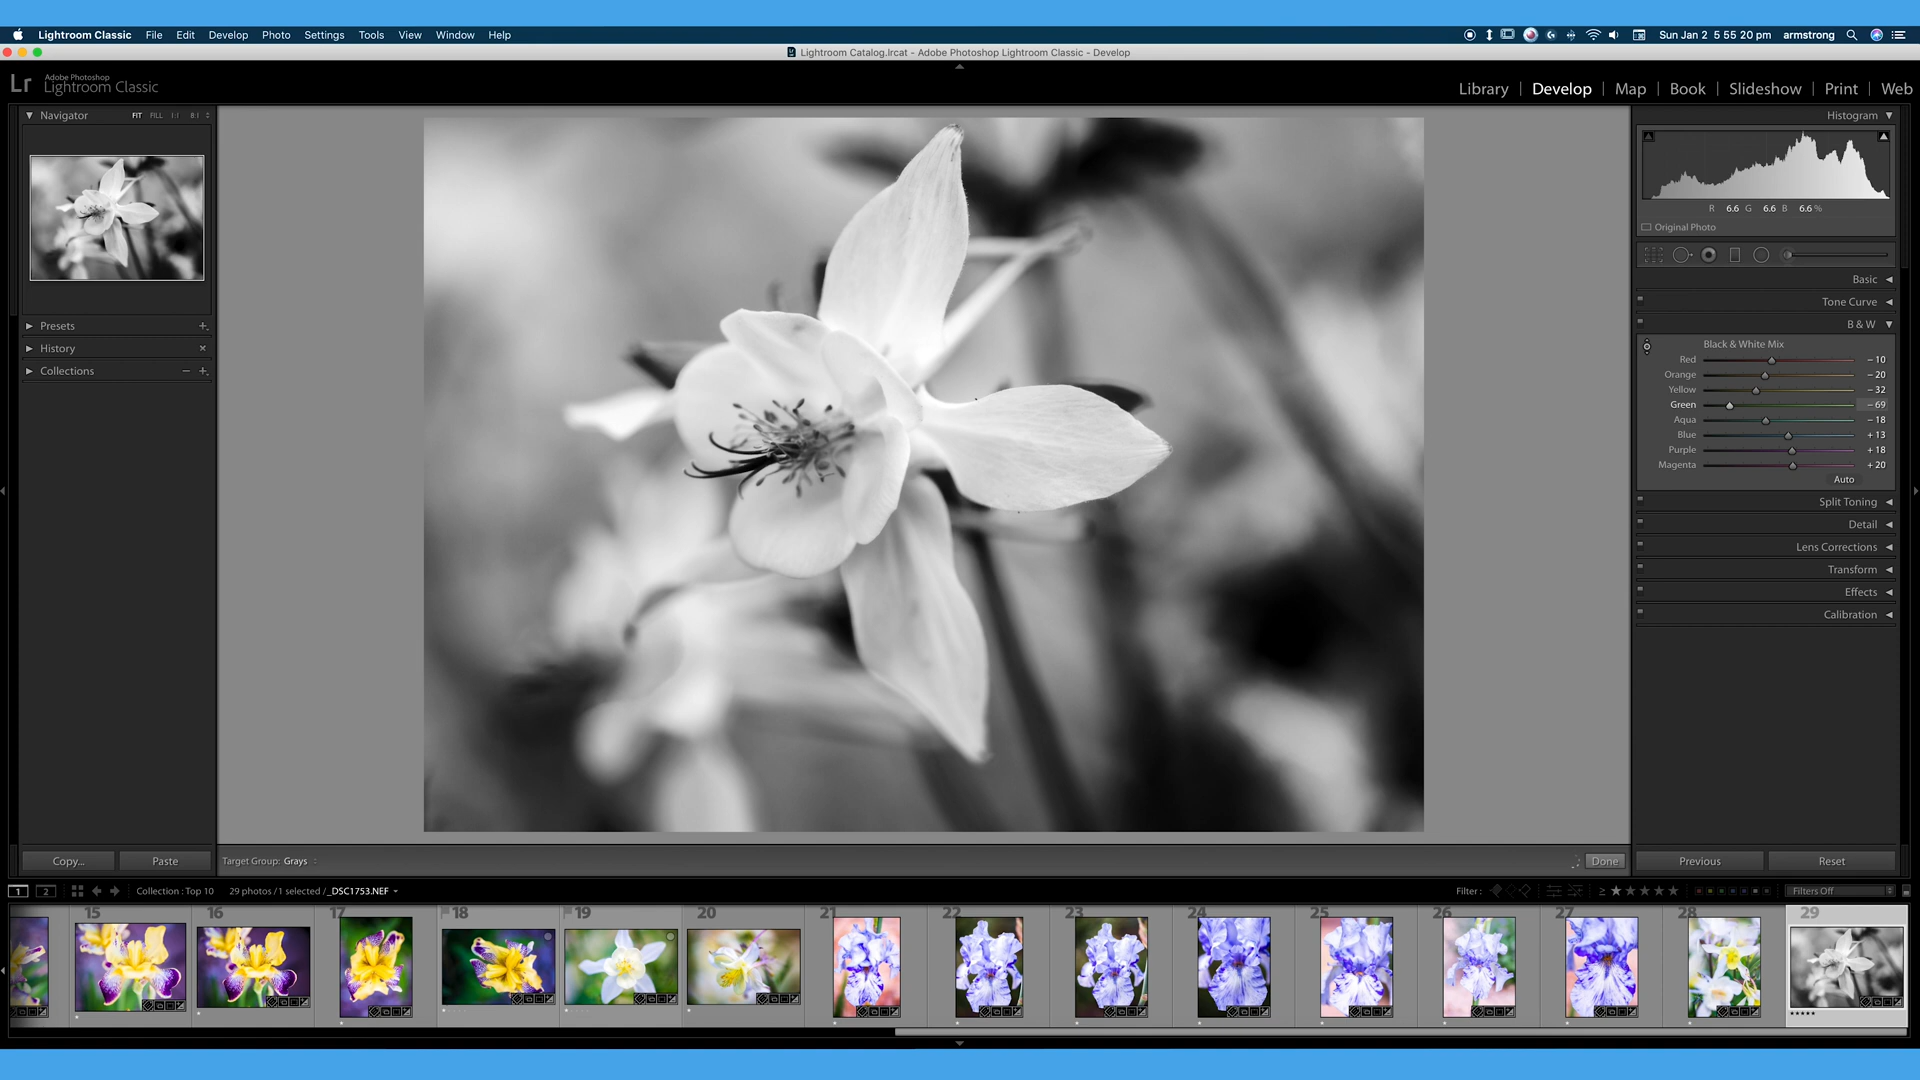 Lightroom Classic File Edit Develop Photo Settings Tools View Window Help Sun Jan 2 5 55 20 pm armstrong
Lightroom Catalog.lrcat - Adobe Photoshop Lightroom Classic - Develop
Lr Adobe Photoshop
Lightroom Classic
Library | Develop | Map | Book | Slideshow | Print | Web
Navigator FIT FILL 1:1 8:1
Histogram
R 6.6 G 6.6 B 6.6 %
Original Photo
Basic
Tone Curve
B & W
Black & White Mix
Red - 10
Orange - 20
Yellow - 32
Green - 69
Aqua - 18
Blue + 13
Purple + 18
Magenta + 20
Auto
Split Toning
Detail
Lens Corrections
Transform
Effects
Calibration
Presets
History
Collections
Copy... Paste
Target Group: Grays
Done
Previous Reset
1 2 Collection : Top 10 29 photos / 1 selected / _DSC1753.NEF
Filter : ≥ ★★★★★ Filters Off
15 16 17 18 19 20 21 22 23 24 25 26 27 28 29